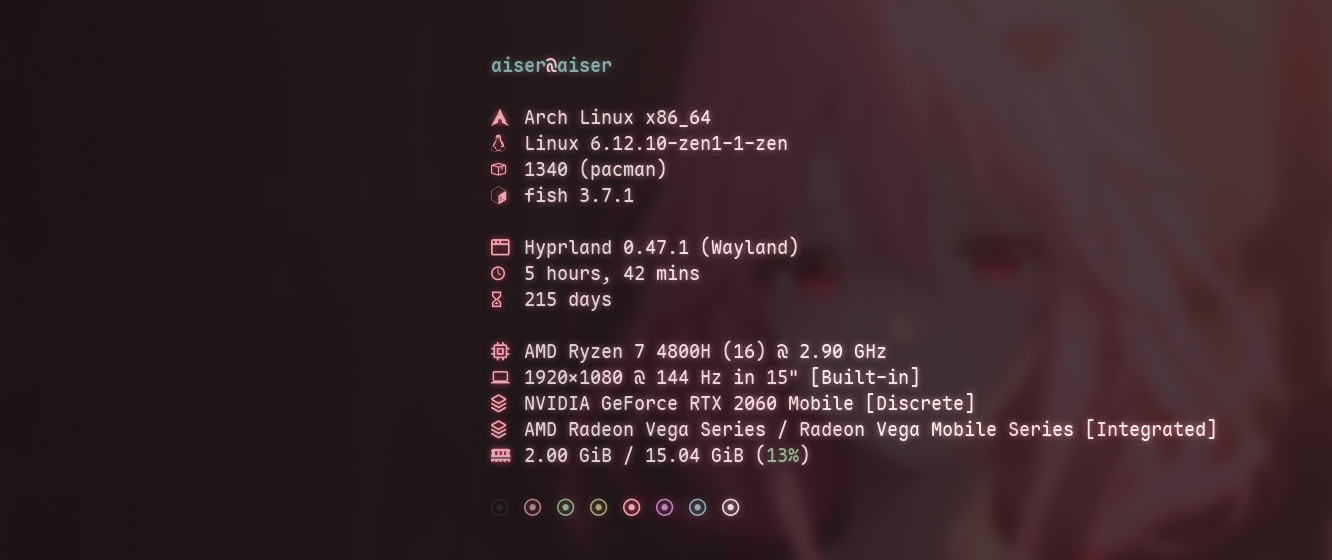 aiser@aiser
Arch Linux x86_64
Linux 6.12.10-zen1-1-zen
1340 (pacman)
fish 3.7.1
Hyprland 0.47.1 (Wayland)
5 hours, 42 mins
215 days
AMD Ryzen 7 4800H (16) @ 2.90 GHz
1920×1080 @ 144 Hz in 15" [Built-in]
NVIDIA GeForce RTX 2060 Mobile [Discrete]
AMD Radeon Vega Series / Radeon Vega Mobile Series [Integrated]
2.00 GiB / 15.04 GiB (13%)